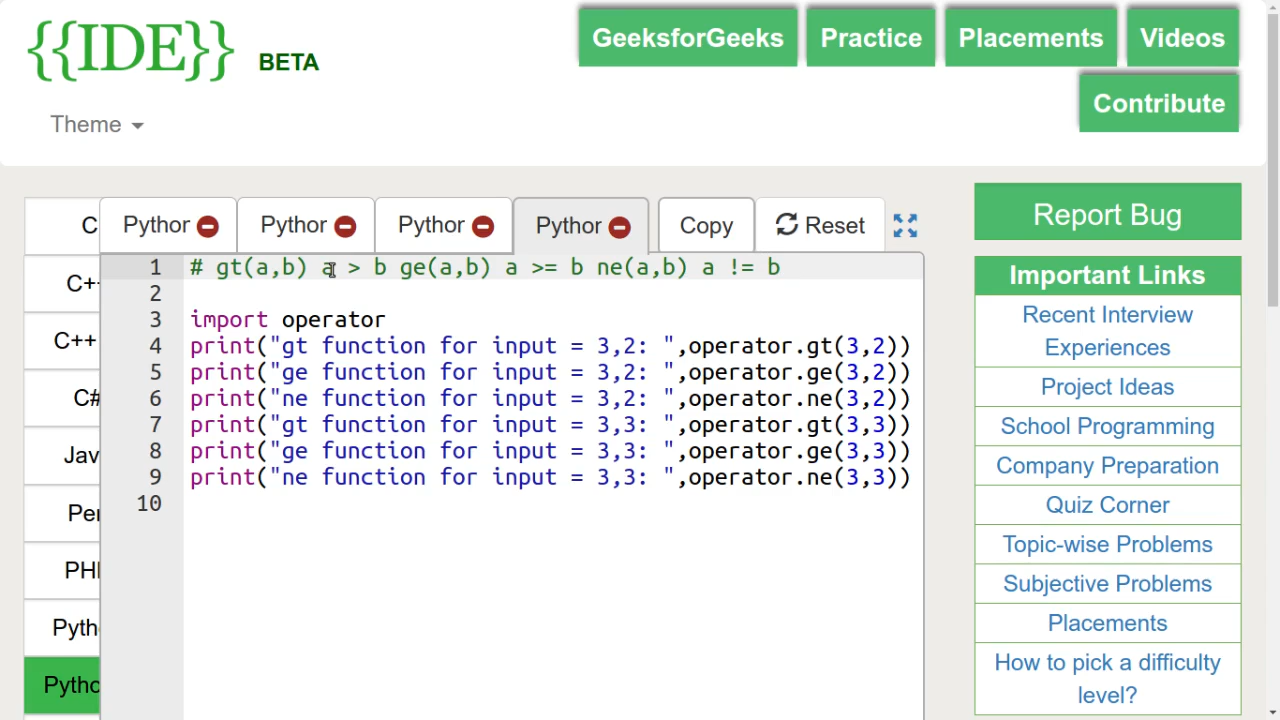 {{IDE}} BETA
GeeksforGeeks Practice Placements Videos
Contribute
Theme
Report Bug
Important Links
Recent Interview
Experiences
Project Ideas
School Programming
Company Preparation
Quiz Corner
Topic-wise Problems
Subjective Problems
Placements
How to pick a difficulty
level?
C
C++
C++
C#
Jav
Per
PHP
Pytho
Pytho
Python Python Python Python Copy Reset
1 # gt(a,b) a > b ge(a,b) a >= b ne(a,b) a != b
2
3 import operator
4 print("gt function for input = 3,2: ",operator.gt(3,2))
5 print("ge function for input = 3,2: ",operator.ge(3,2))
6 print("ne function for input = 3,2: ",operator.ne(3,2))
7 print("gt function for input = 3,3: ",operator.gt(3,3))
8 print("ge function for input = 3,3: ",operator.ge(3,3))
9 print("ne function for input = 3,3: ",operator.ne(3,3))
10